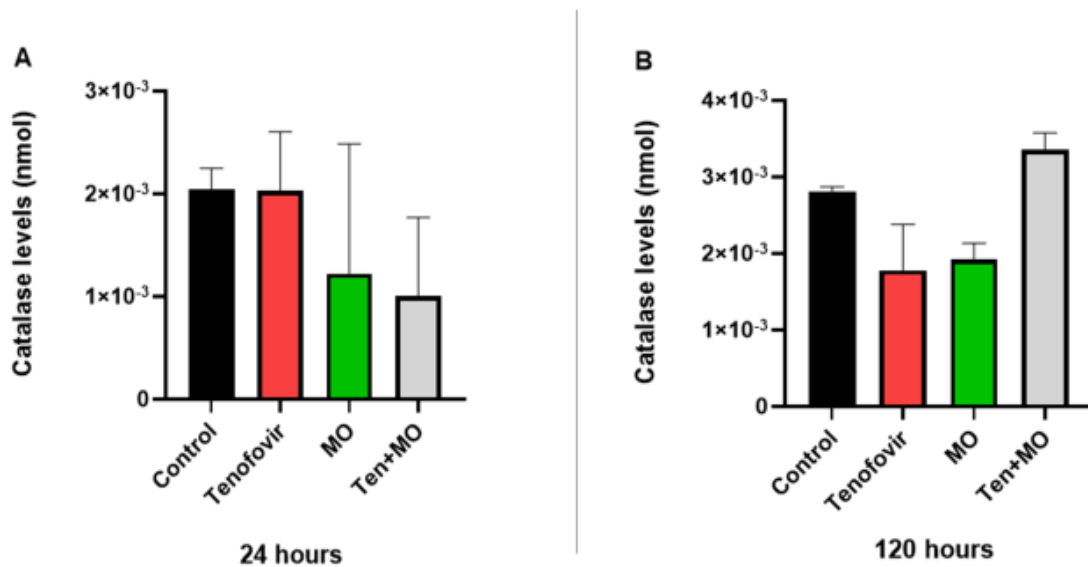 A
Catalase levels (nmol)
3×10⁻³
2×10⁻³
1×10⁻³
0
Control
Tenofovir
MO
Ten+MO
24 hours
B
Catalase levels (nmol)
4×10⁻³
3×10⁻³
2×10⁻³
1×10⁻³
0
Control
Tenofovir
MO
Ten+MO
120 hours